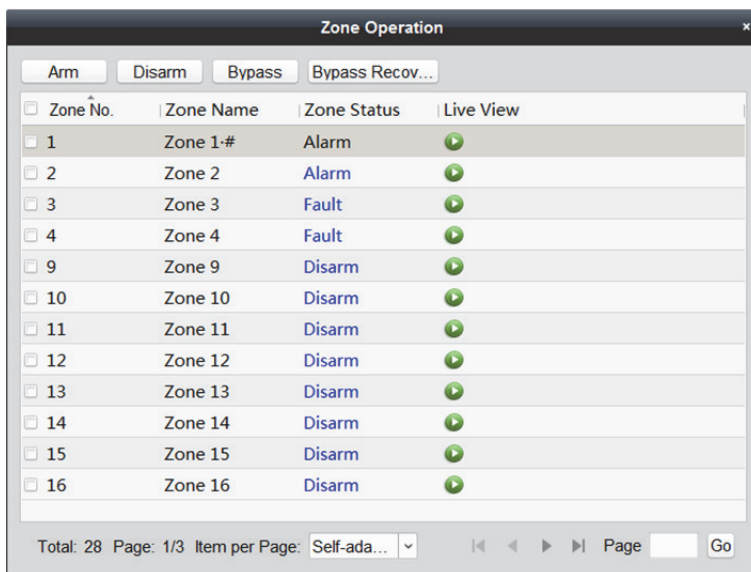 Zone Operation ×
Arm Disarm Bypass Bypass Recov...
Zone No. Zone Name Zone Status Live View
1 Zone 1·# Alarm
2 Zone 2 Alarm
3 Zone 3 Fault
4 Zone 4 Fault
9 Zone 9 Disarm
10 Zone 10 Disarm
11 Zone 11 Disarm
12 Zone 12 Disarm
13 Zone 13 Disarm
14 Zone 14 Disarm
15 Zone 15 Disarm
16 Zone 16 Disarm
Total: 28 Page: 1/3 Item per Page: Self-ada... Page Go